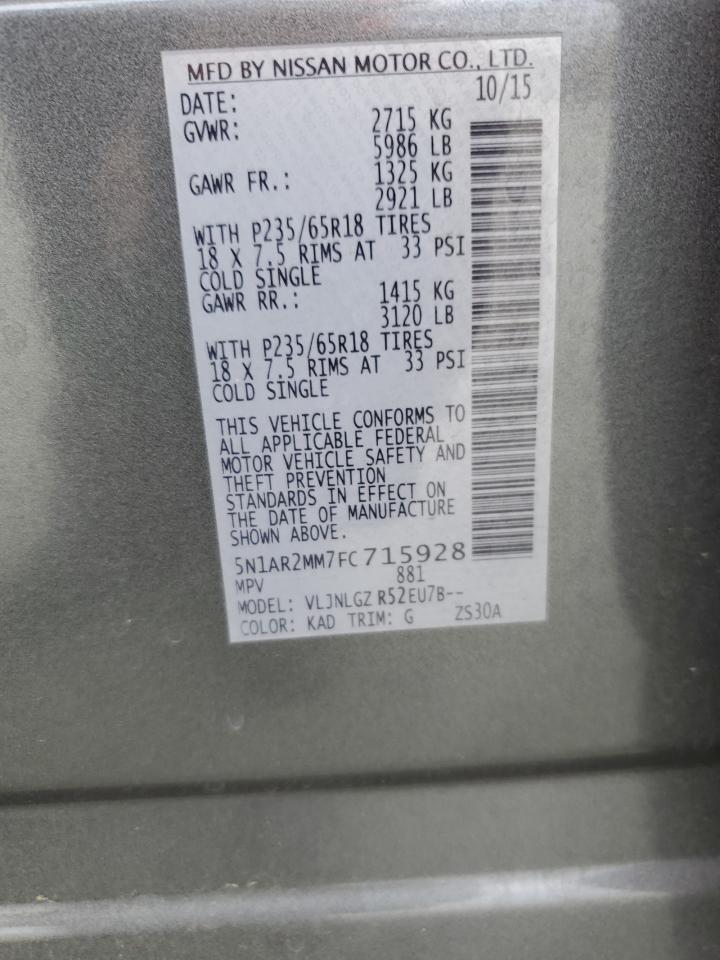 MFD BY NISSAN MOTOR CO., LTD.
DATE: 10/15
GVWR: 2715 KG
5986 LB
GAWR FR.: 1325 KG
2921 LB
WITH P235/65R18 TIRES
18 X 7.5 RIMS AT 33 PSI
COLD SINGLE
GAWR RR.: 1415 KG
3120 LB
WITH P235/65R18 TIRES
18 X 7.5 RIMS AT 33 PSI
COLD SINGLE
THIS VEHICLE CONFORMS TO
ALL APPLICABLE FEDERAL
MOTOR VEHICLE SAFETY AND
THEFT PREVENTION
STANDARDS IN EFFECT ON
THE DATE OF MANUFACTURE
SHOWN ABOVE.
5N1AR2MM7FC715928
MPV 881
MODEL: VLJNLGZ R52EU7B--
COLOR: KAD TRIM: G ZS30A